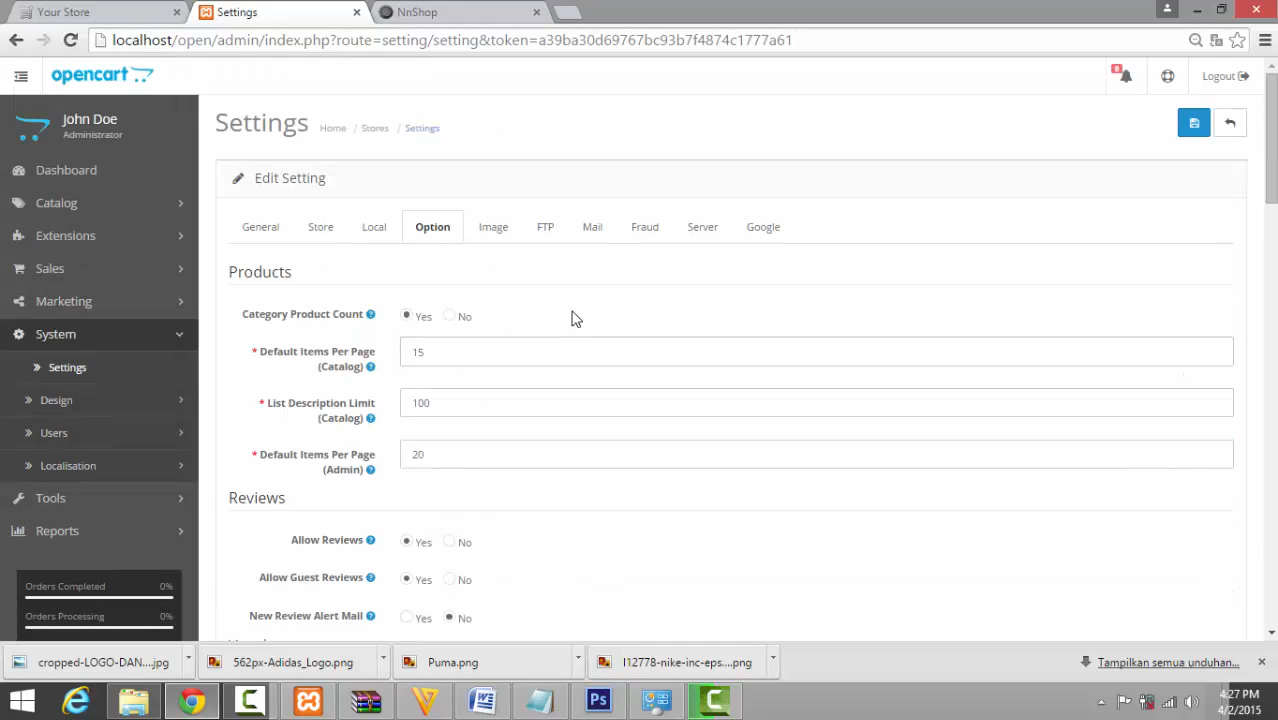 Your Store
Settings
NnShop
localhost/open/admin/index.php?route=setting/setting&token=a39ba30d69767bc93b7f4874c1777a61
opencart
8
Logout
John Doe
Administrator
Dashboard
Catalog
Extensions
Sales
Marketing
System
Settings
Design
Users
Localisation
Tools
Reports
Orders Completed 0%
Orders Processing 0%
Settings Home / Stores / Settings
Edit Setting
General Store Local Option Image FTP Mail Fraud Server Google
Products
Category Product Count Yes No
* Default Items Per Page
(Catalog)
15
* List Description Limit
(Catalog)
100
* Default Items Per Page
(Admin)
20
Reviews
Allow Reviews Yes No
Allow Guest Reviews Yes No
New Review Alert Mail Yes No
cropped-LOGO-DAN....jpg
562px-Adidas_Logo.png
Puma.png
I12778-nike-inc-eps....png
Tampilkan semua unduhan...
Ps
4:27 PM
4/2/2015